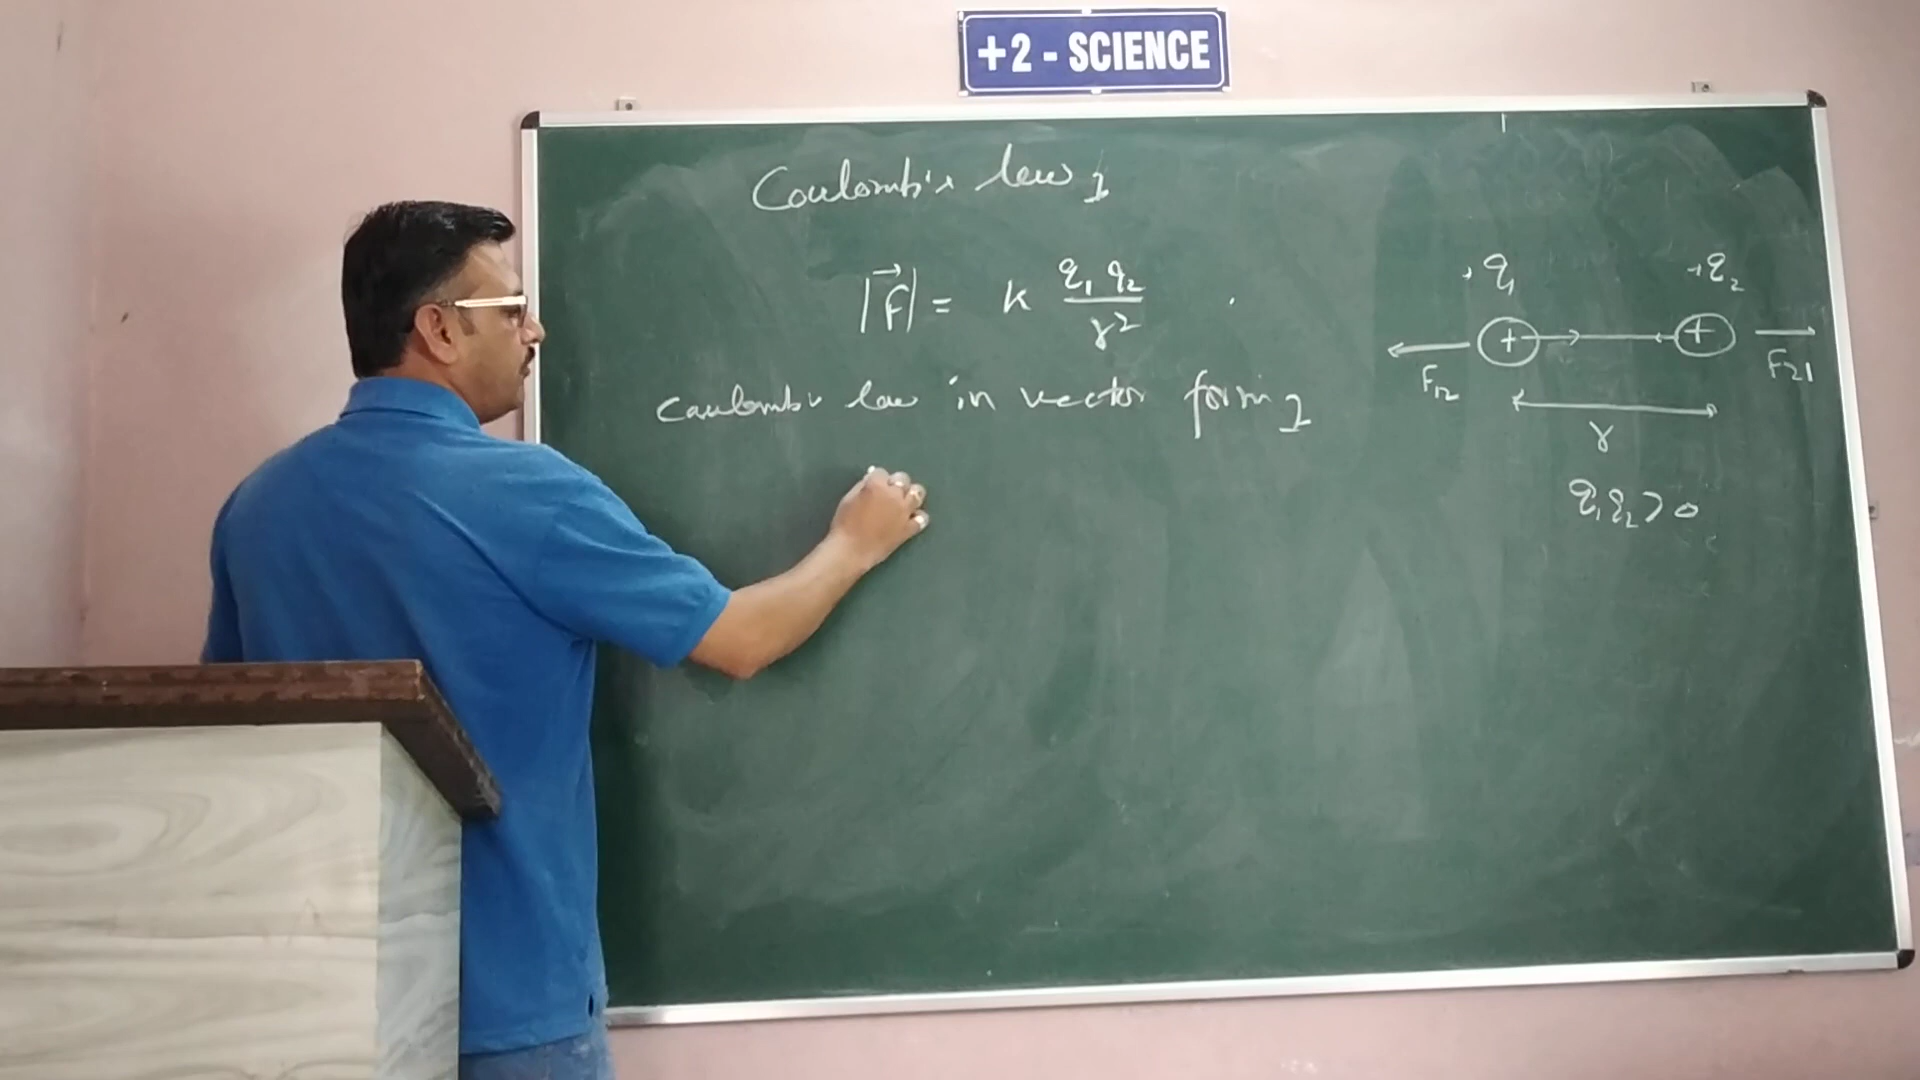 +2 - SCIENCE
Coulomb's law :
|F⃗| = K q₁ q₂ / r²
+q₁ +q₂
+ +
F₁₂ F₂₁
r
Coulomb's law in vector form :
q₁q₂ > 0